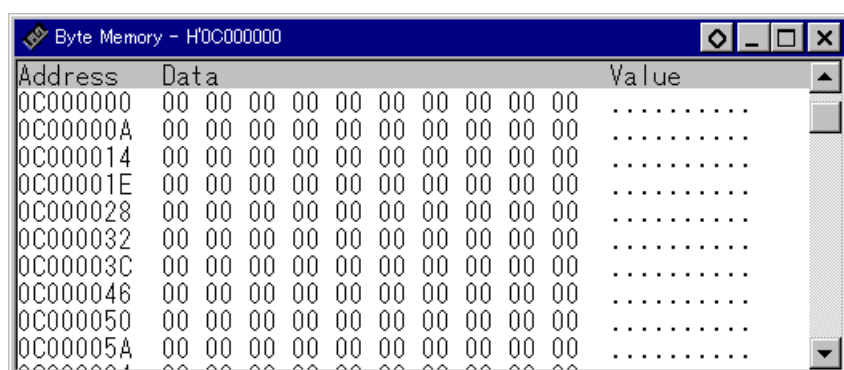 Byte Memory - H'0C000000
Address Data Value
0C000000 00 00 00 00 00 00 00 00 00 00 ..........
0C00000A 00 00 00 00 00 00 00 00 00 00 ..........
0C000014 00 00 00 00 00 00 00 00 00 00 ..........
0C00001E 00 00 00 00 00 00 00 00 00 00 ..........
0C000028 00 00 00 00 00 00 00 00 00 00 ..........
0C000032 00 00 00 00 00 00 00 00 00 00 ..........
0C00003C 00 00 00 00 00 00 00 00 00 00 ..........
0C000046 00 00 00 00 00 00 00 00 00 00 ..........
0C000050 00 00 00 00 00 00 00 00 00 00 ..........
0C00005A 00 00 00 00 00 00 00 00 00 00 ..........